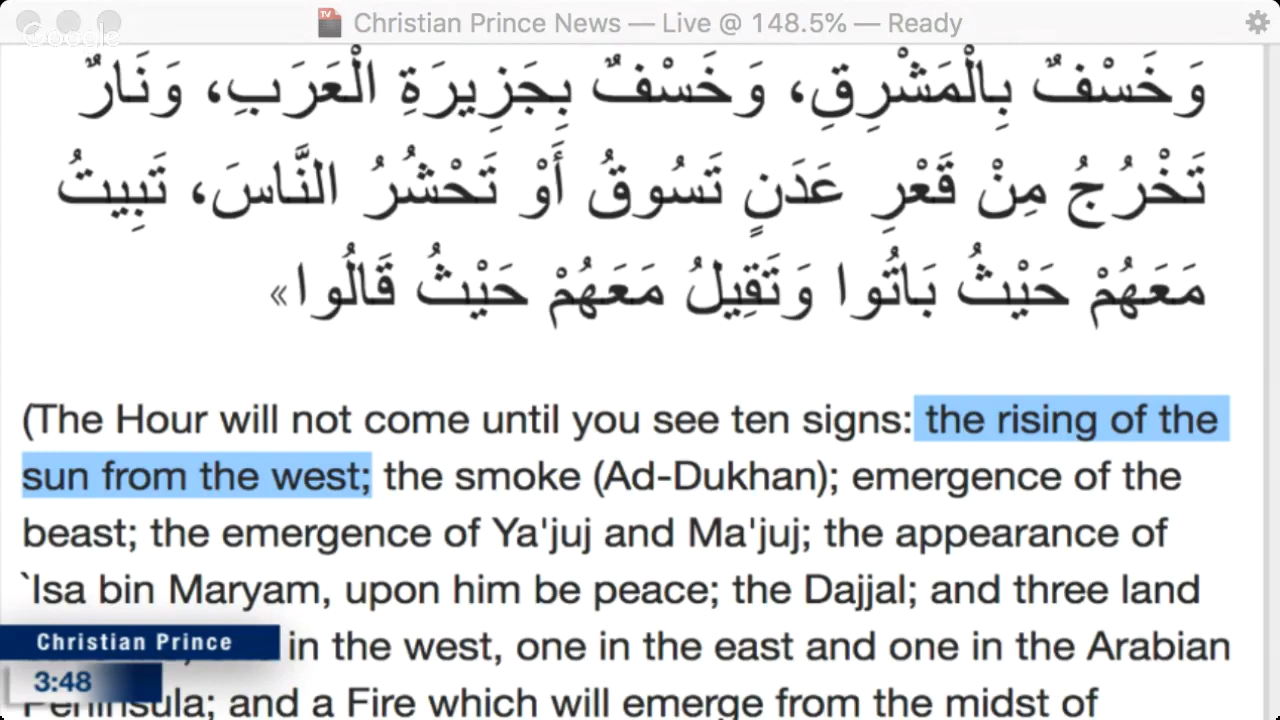 Christian Prince News — Live @ 148.5% — Ready
Google
وَخَسْفٌ بِالْمَشْرِقِ، وَخَسْفٌ بِجَزِيرَةِ الْعَرَبِ، وَنَارٌ
تَخْرُجُ مِنْ قَعْرِ عَدَنٍ تَسُوقُ أَوْ تَحْشُرُ النَّاسَ، تَبِيتُ
مَعَهُمْ حَيْثُ بَاتُوا وَتَقِيلُ مَعَهُمْ حَيْثُ قَالُوا»
(The Hour will not come until you see ten signs: the rising of the
sun from the west; the smoke (Ad-Dukhan); emergence of the
beast; the emergence of Ya'juj and Ma'juj; the appearance of
`Isa bin Maryam, upon him be peace; the Dajjal; and three land
in the west, one in the east and one in the Arabian
Peninsula; and a Fire which will emerge from the midst of
Christian Prince
3:48